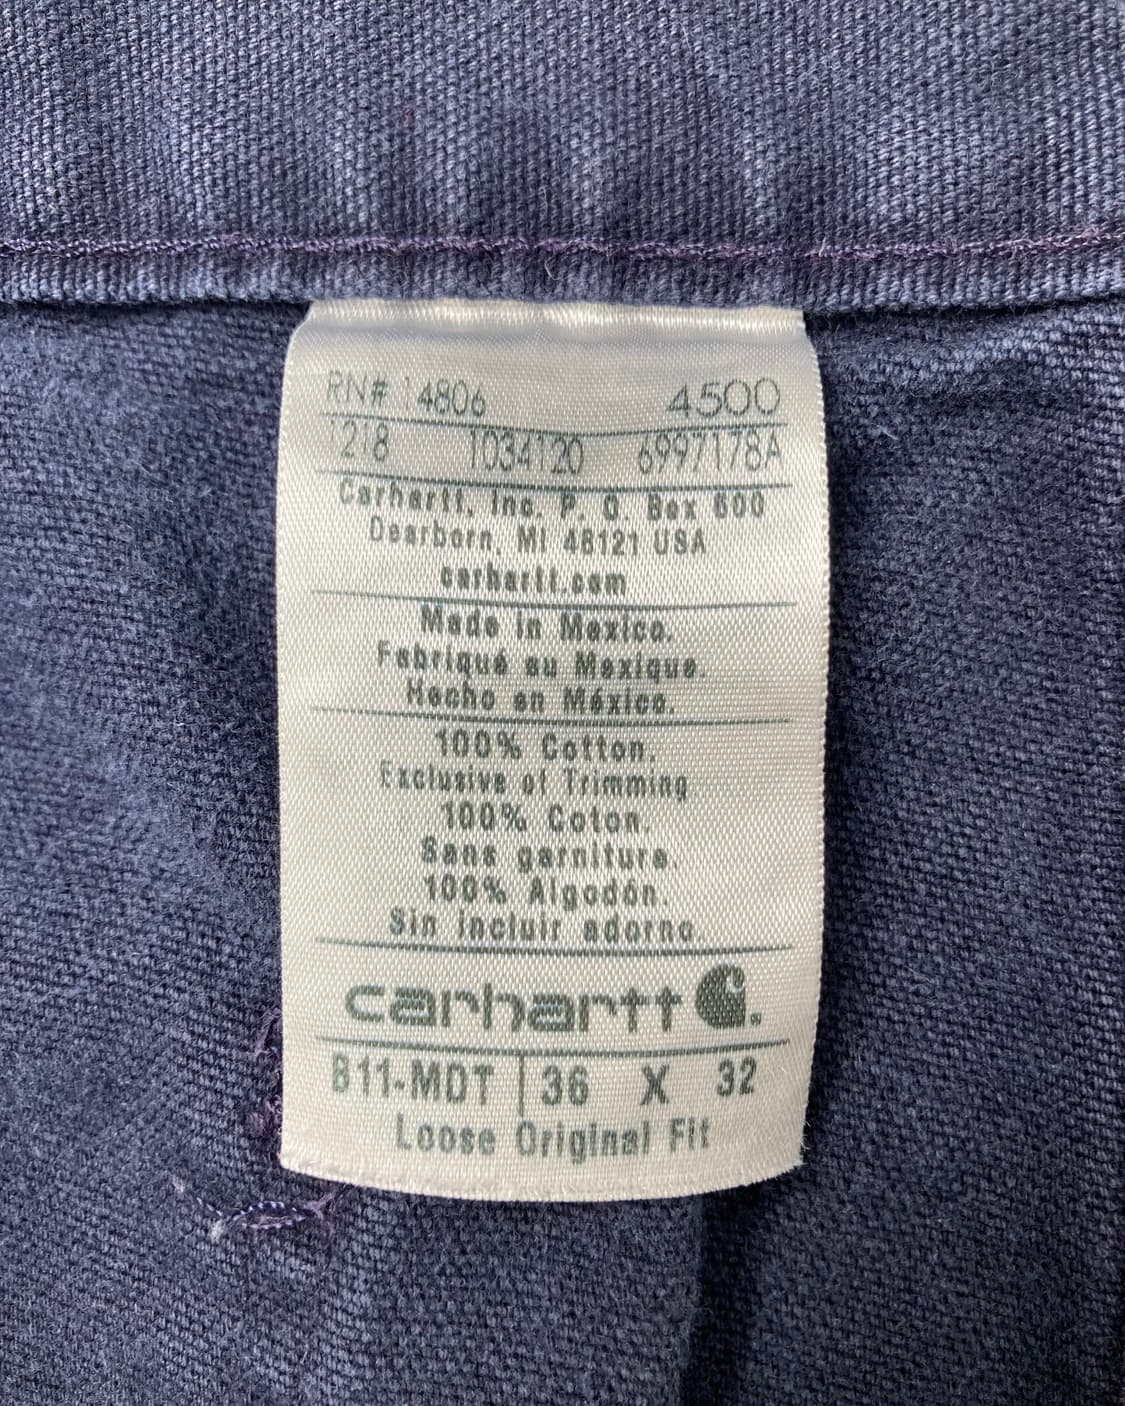 RN# 14806 4500
1218 1034120 6997178A
Carhartt, Inc. P. O. Box 600
Dearborn, MI 48121 USA
carhartt.com
Made in Mexico.
Fabriqué au Mexique.
Hecho en México.
100% Cotton.
Exclusive of Trimming
100% Coton.
Sans garniture.
100% Algodón.
Sin incluir adorno.
carhartt
B11-MDT 36 X 32
Loose Original Fit